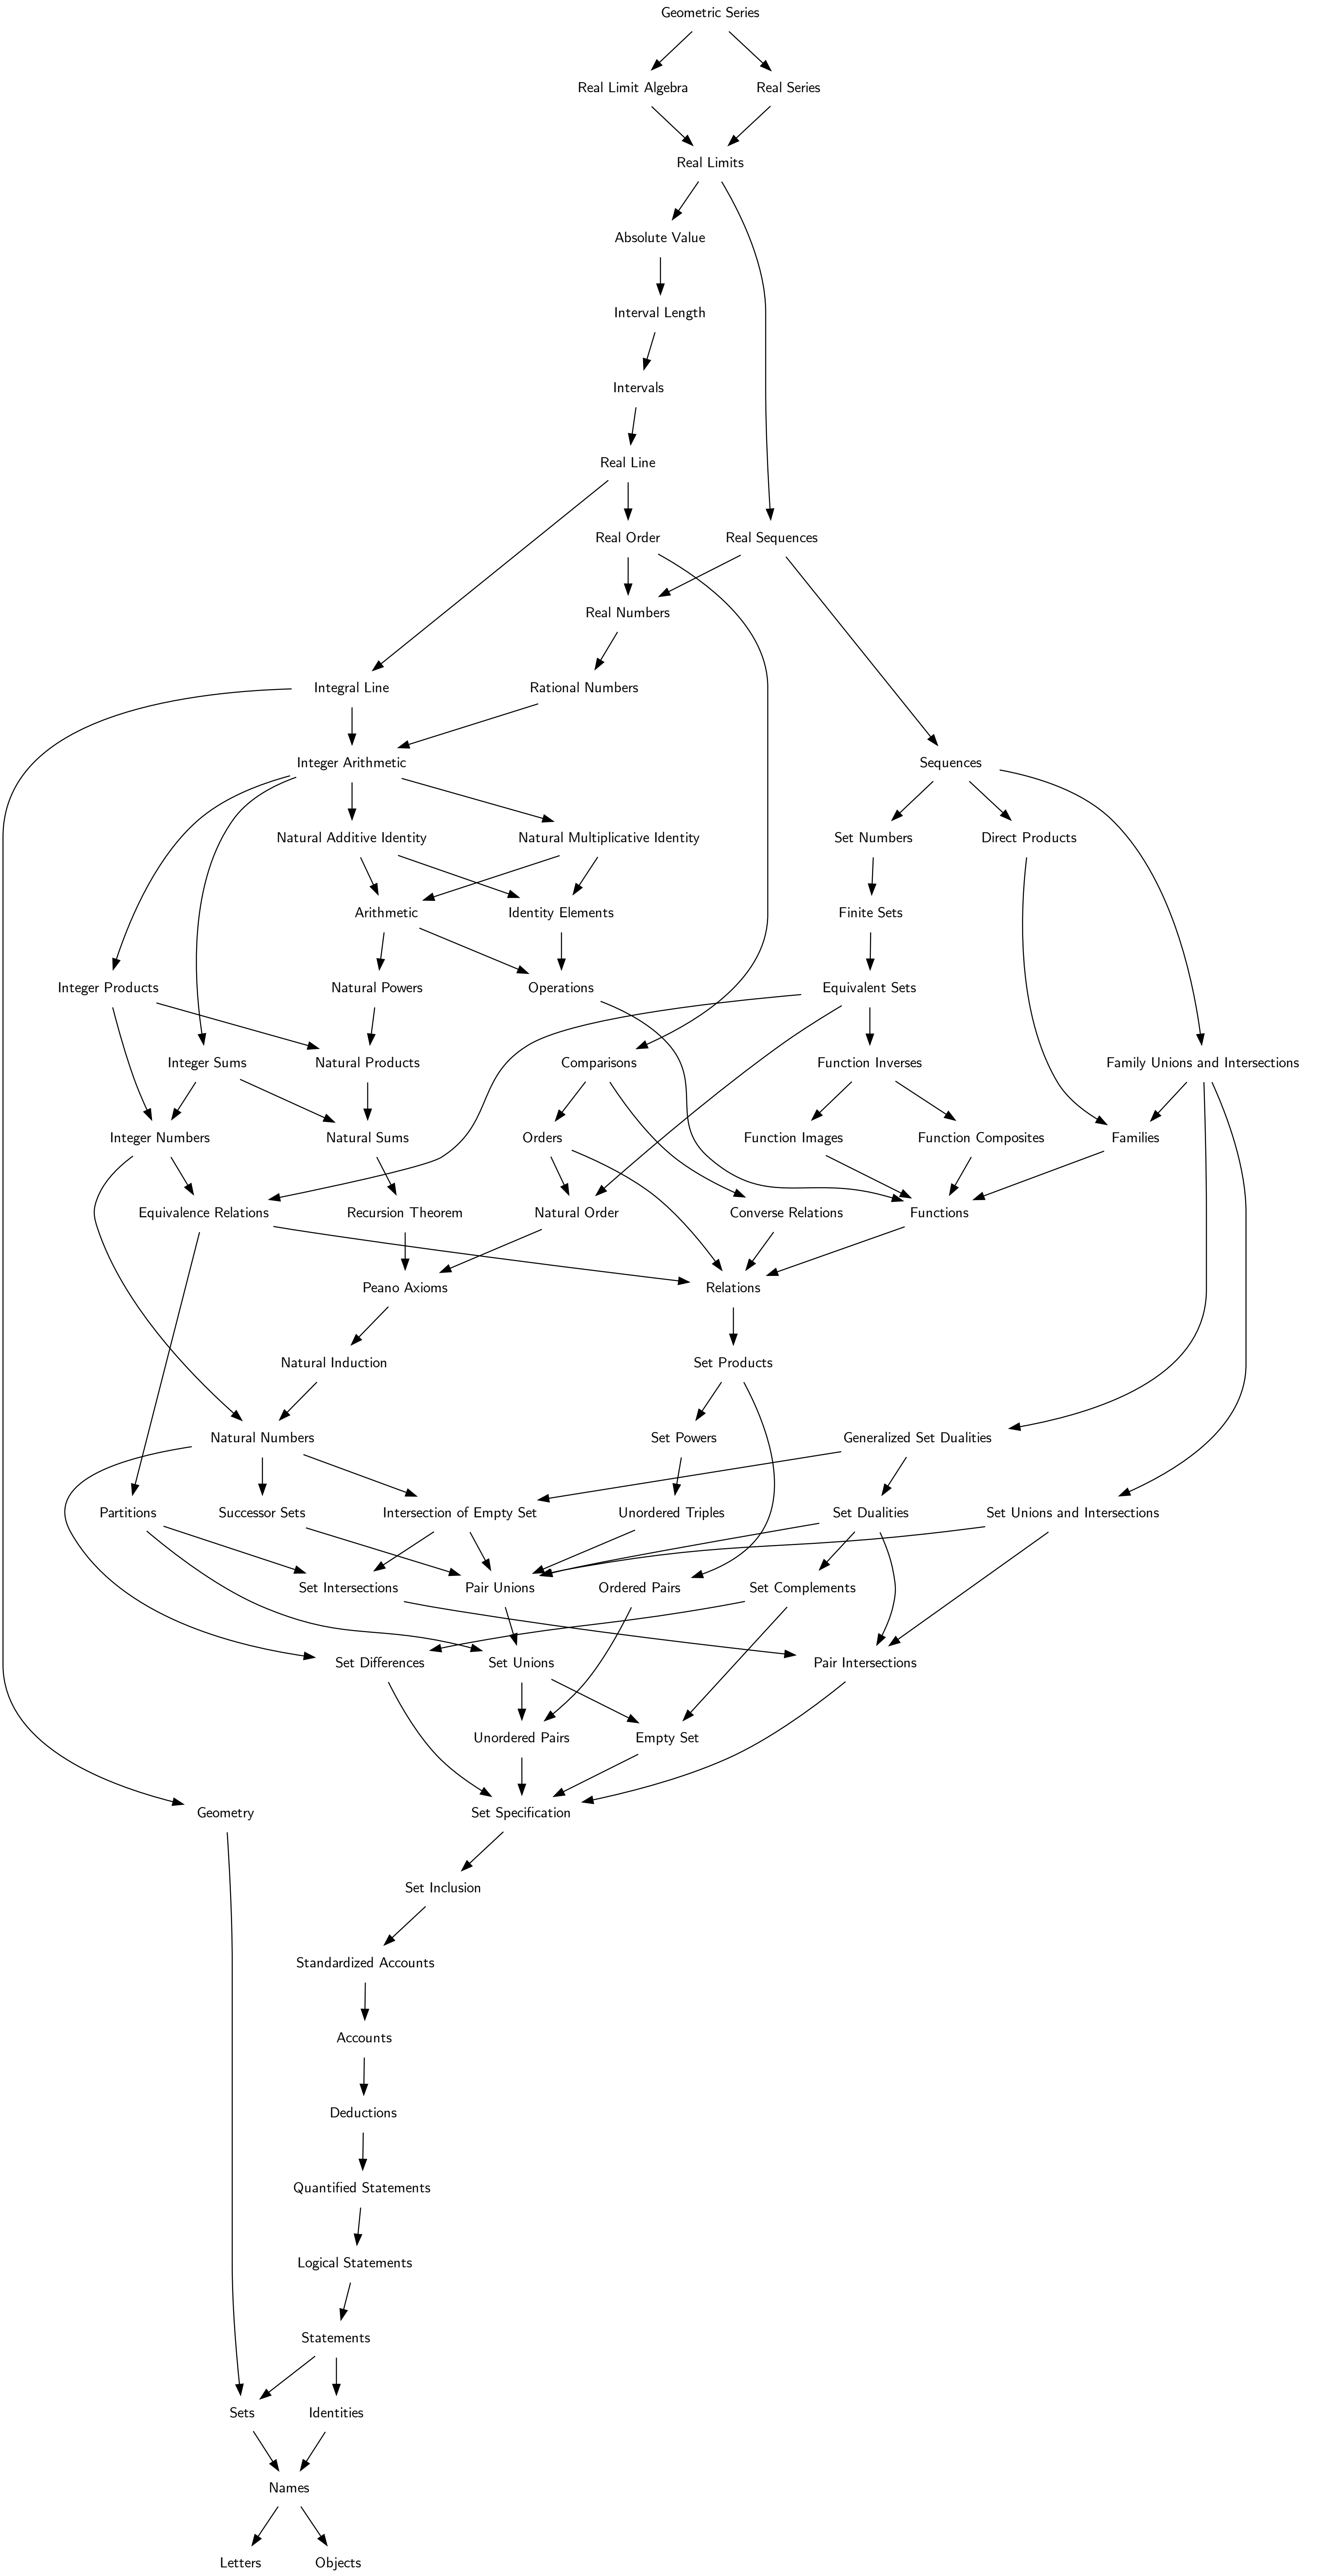 Geometric Series
Real Limit Algebra
Real Series
Real Limits
Absolute Value
Interval Length
Intervals
Real Line
Real Order
Real Sequences
Real Numbers
Integral Line
Rational Numbers
Integer Arithmetic
Sequences
Natural Additive Identity
Natural Multiplicative Identity
Set Numbers
Direct Products
Arithmetic
Identity Elements
Finite Sets
Integer Products
Natural Powers
Operations
Equivalent Sets
Integer Sums
Natural Products
Comparisons
Function Inverses
Family Unions and Intersections
Integer Numbers
Natural Sums
Orders
Function Images
Function Composites
Families
Equivalence Relations
Recursion Theorem
Natural Order
Converse Relations
Functions
Peano Axioms
Relations
Natural Induction
Set Products
Natural Numbers
Set Powers
Generalized Set Dualities
Partitions
Successor Sets
Intersection of Empty Set
Unordered Triples
Set Dualities
Set Unions and Intersections
Set Intersections
Pair Unions
Ordered Pairs
Set Complements
Set Differences
Set Unions
Pair Intersections
Unordered Pairs
Empty Set
Geometry
Set Specification
Set Inclusion
Standardized Accounts
Accounts
Deductions
Quantified Statements
Logical Statements
Statements
Sets
Identities
Names
Letters
Objects